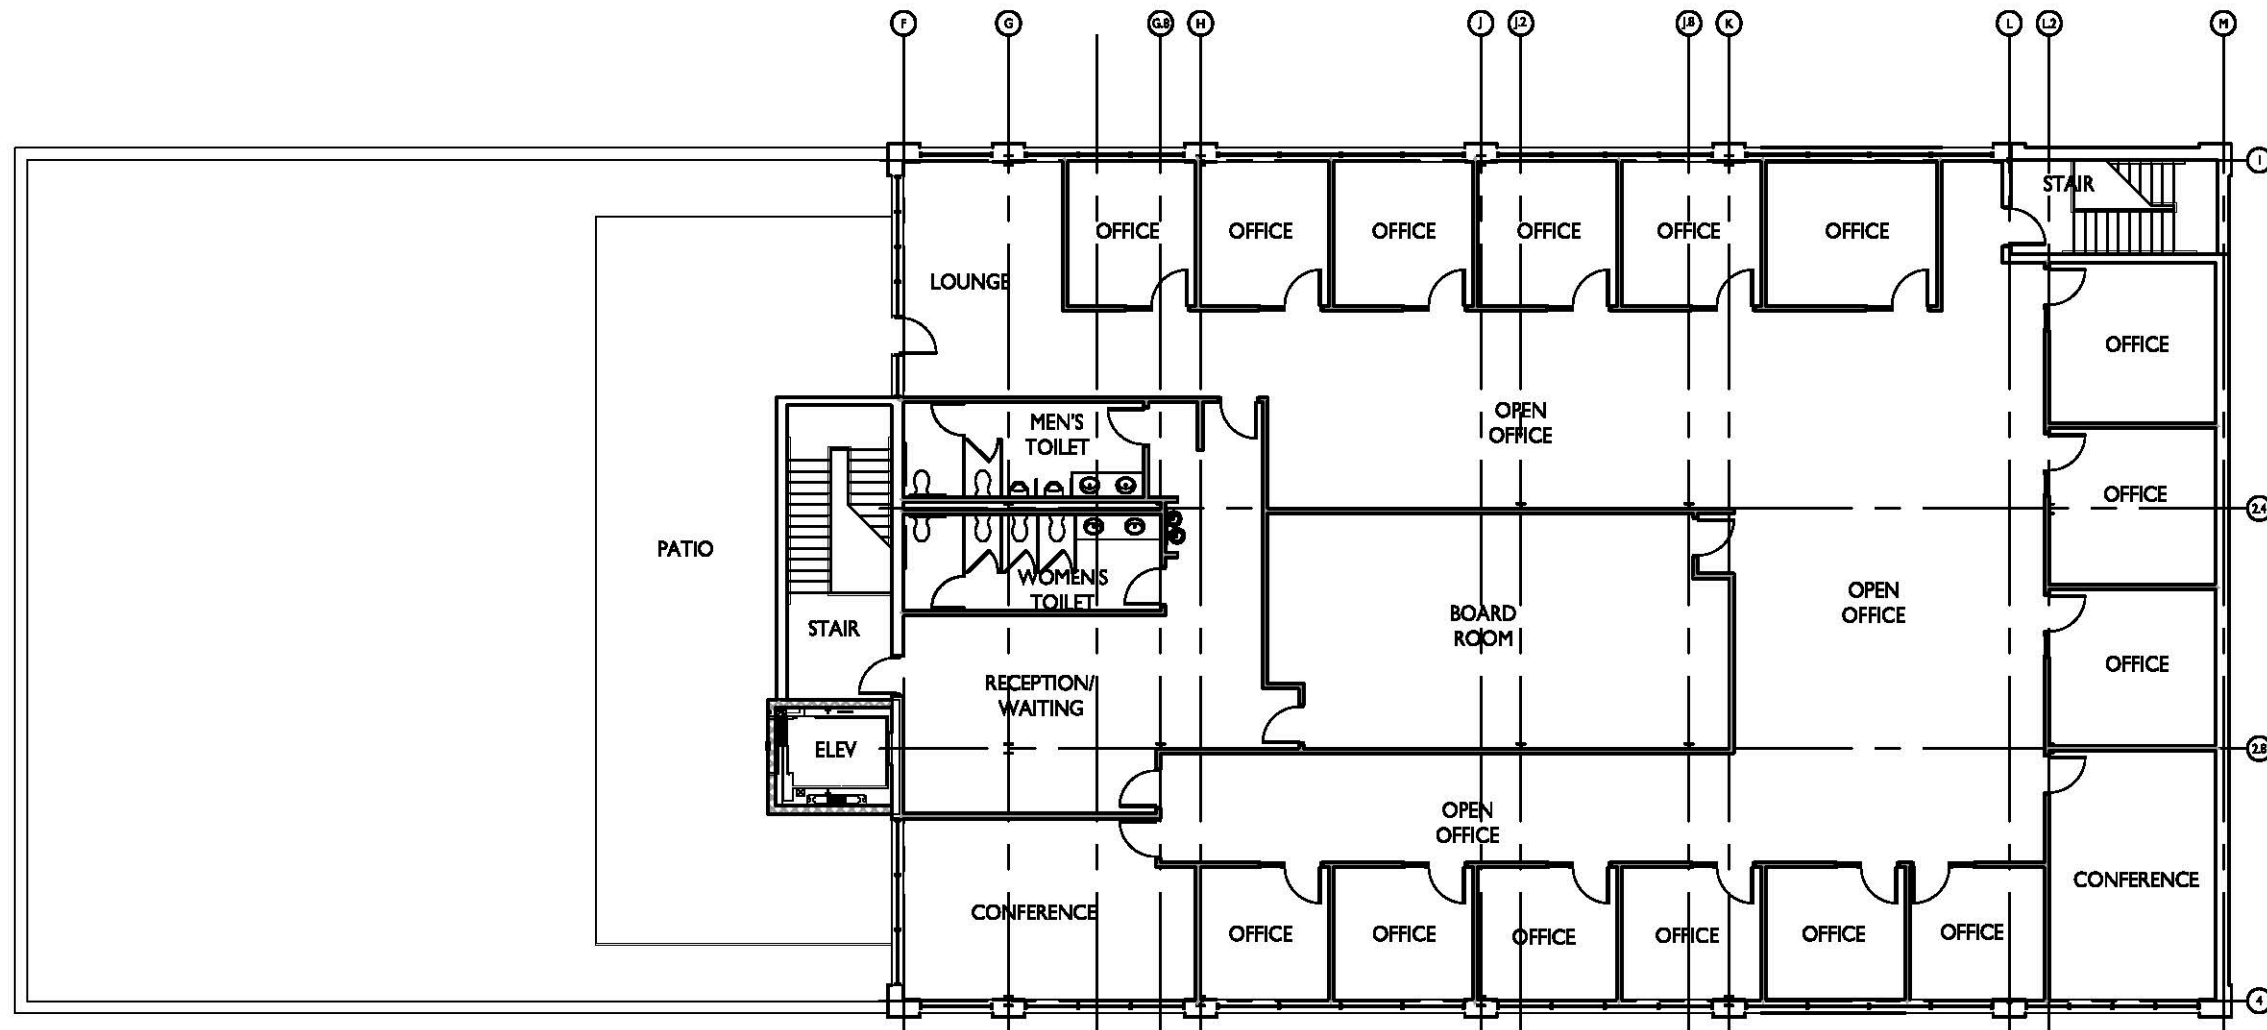 F
G
G.8
H
J
J.2
J.8
K
L
L.2
M
1
STAIR
OFFICE
OFFICE
OFFICE
OFFICE
OFFICE
OFFICE
LOUNGE
OFFICE
OPEN
OFFICE
MEN'S
TOILET
OFFICE
2.4
PATIO
WOMEN'S
TOILET
OPEN
OFFICE
BOARD
ROOM
STAIR
OFFICE
RECEPTION/
WAITING
ELEV
2.8
OPEN
OFFICE
CONFERENCE
CONFERENCE
OFFICE
OFFICE
OFFICE
OFFICE
OFFICE
OFFICE
4